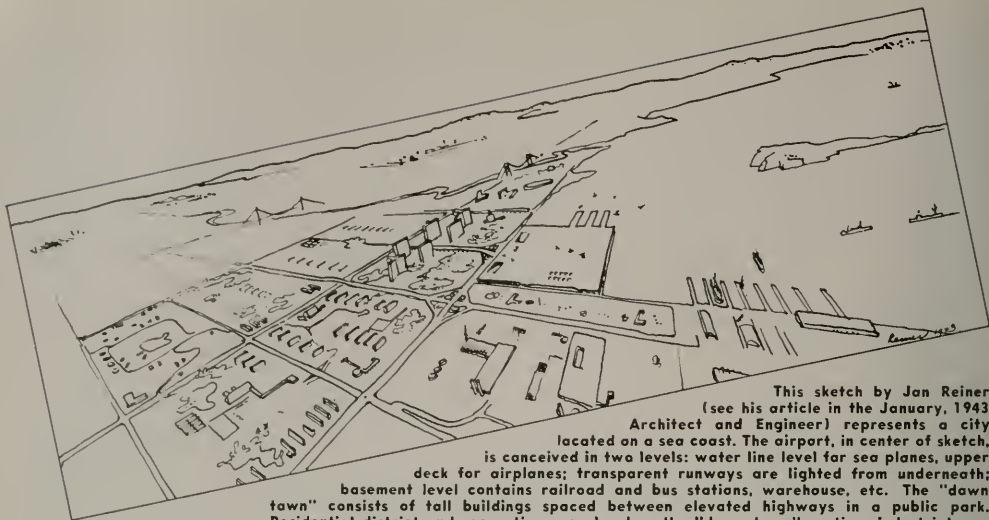 Reiner 1943
This sketch by Jan Reiner
(see his article in the January, 1943
Architect and Engineer) represents a city
located on a sea coast. The airport, in center of sketch,
is conceived in two levels: water line level far sea planes, upper
deck for airplanes; transparent runways are lighted from underneath;
basement level contains railroad and bus stations, warehouse, etc. The "dawn
tawn" consists of tall buildings spaced between elevated highways in a public park.